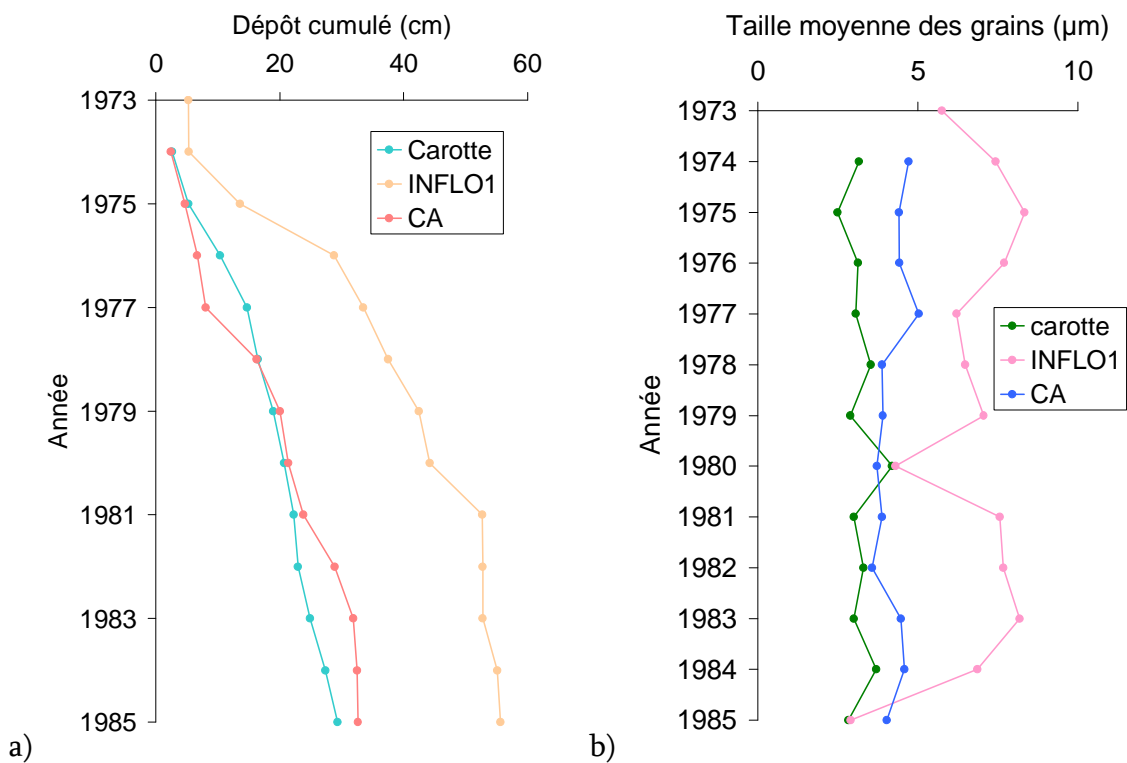 Dépôt cumulé (cm)
0 20 40 60
1973
1975
1977
1979
1981
1983
1985
Année
Carotte
INFLO1
CA
a)
Taille moyenne des grains (µm)
0 5 10
1973
1974
1975
1976
1977
1978
1979
1980
1981
1982
1983
1984
1985
Année
carotte
INFLO1
CA
b)